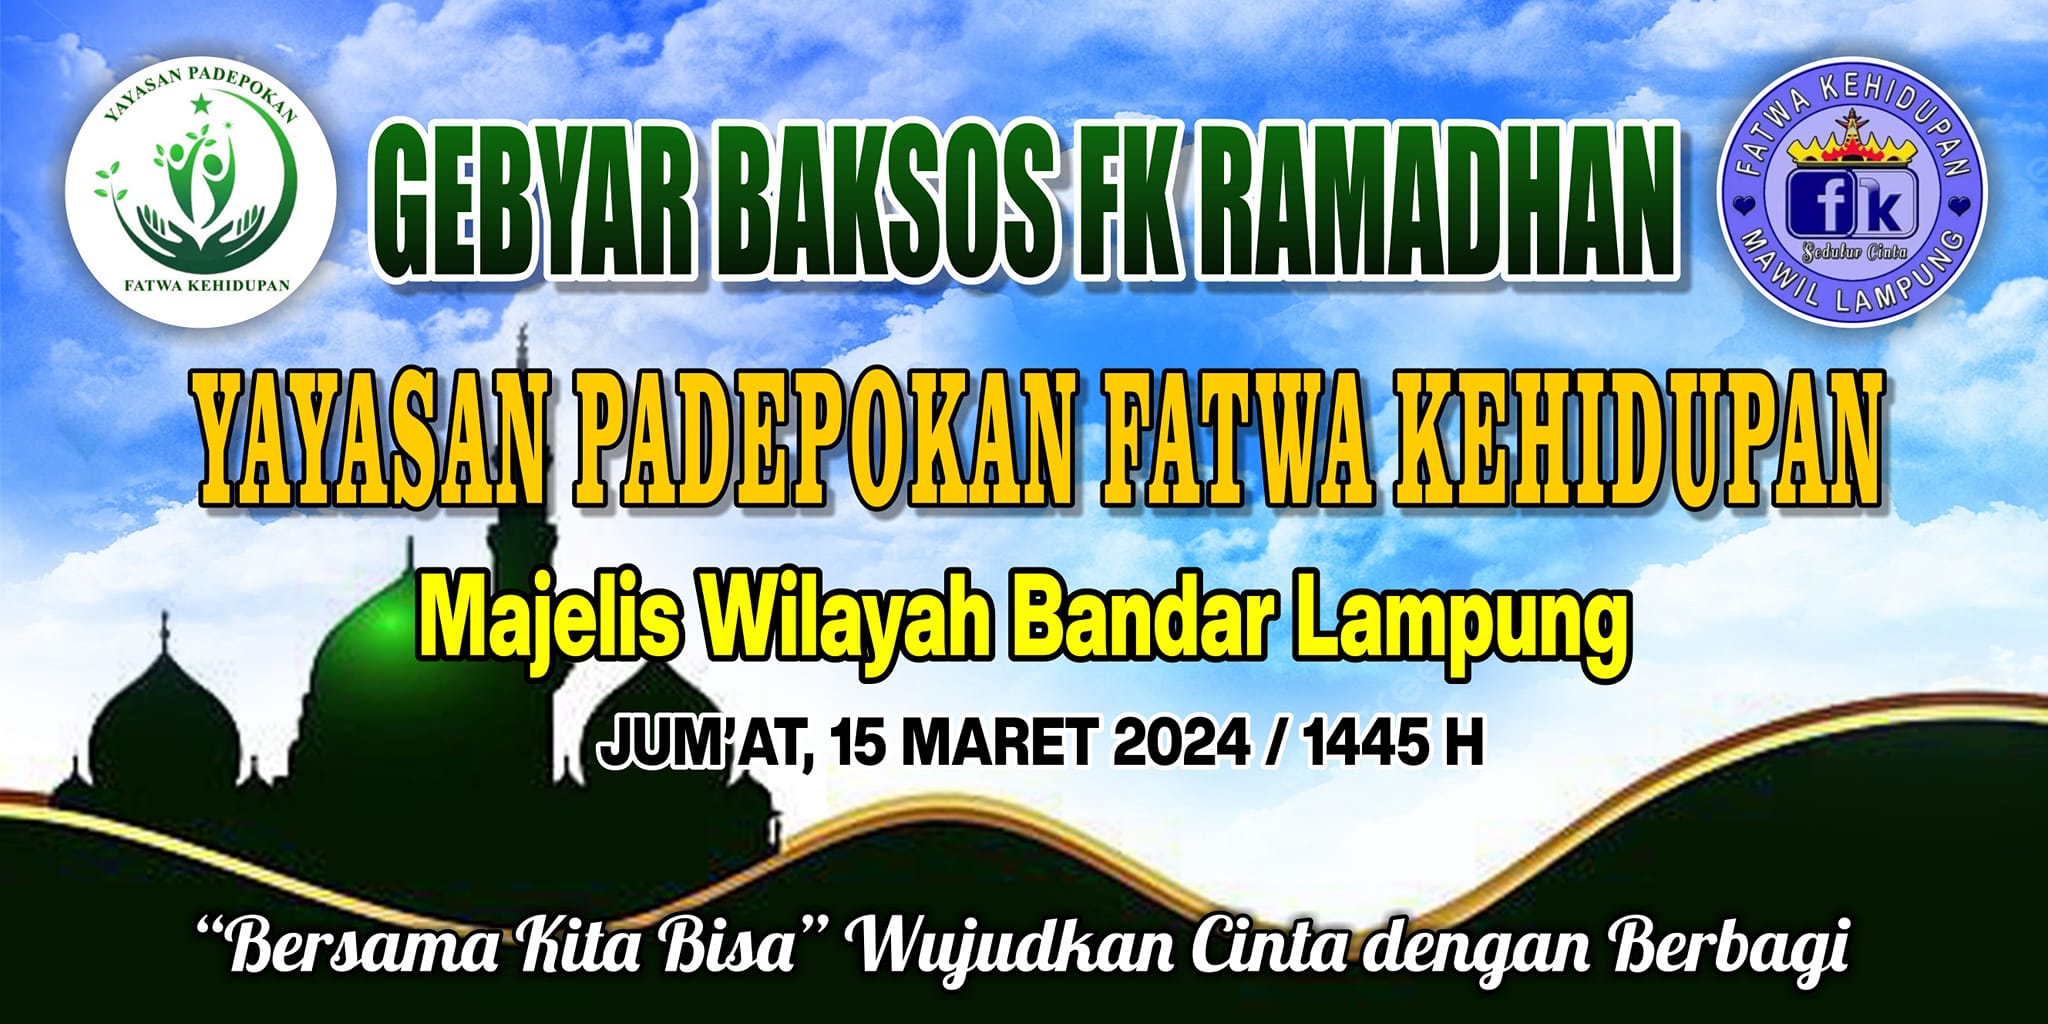 YAYASAN PADEPOKAN
FATWA KEHIDUPAN
GEBYAR BAKSOS FK RAMADHAN
FATWA KEHIDUPAN
fk
Sedulur Cinta
MAWIL LAMPUNG
YAYASAN PADEPOKAN FATWA KEHIDUPAN
Majelis Wilayah Bandar Lampung
JUM'AT, 15 MARET 2024 / 1445 H
“Bersama Kita Bisa” Wujudkan Cinta dengan Berbagi